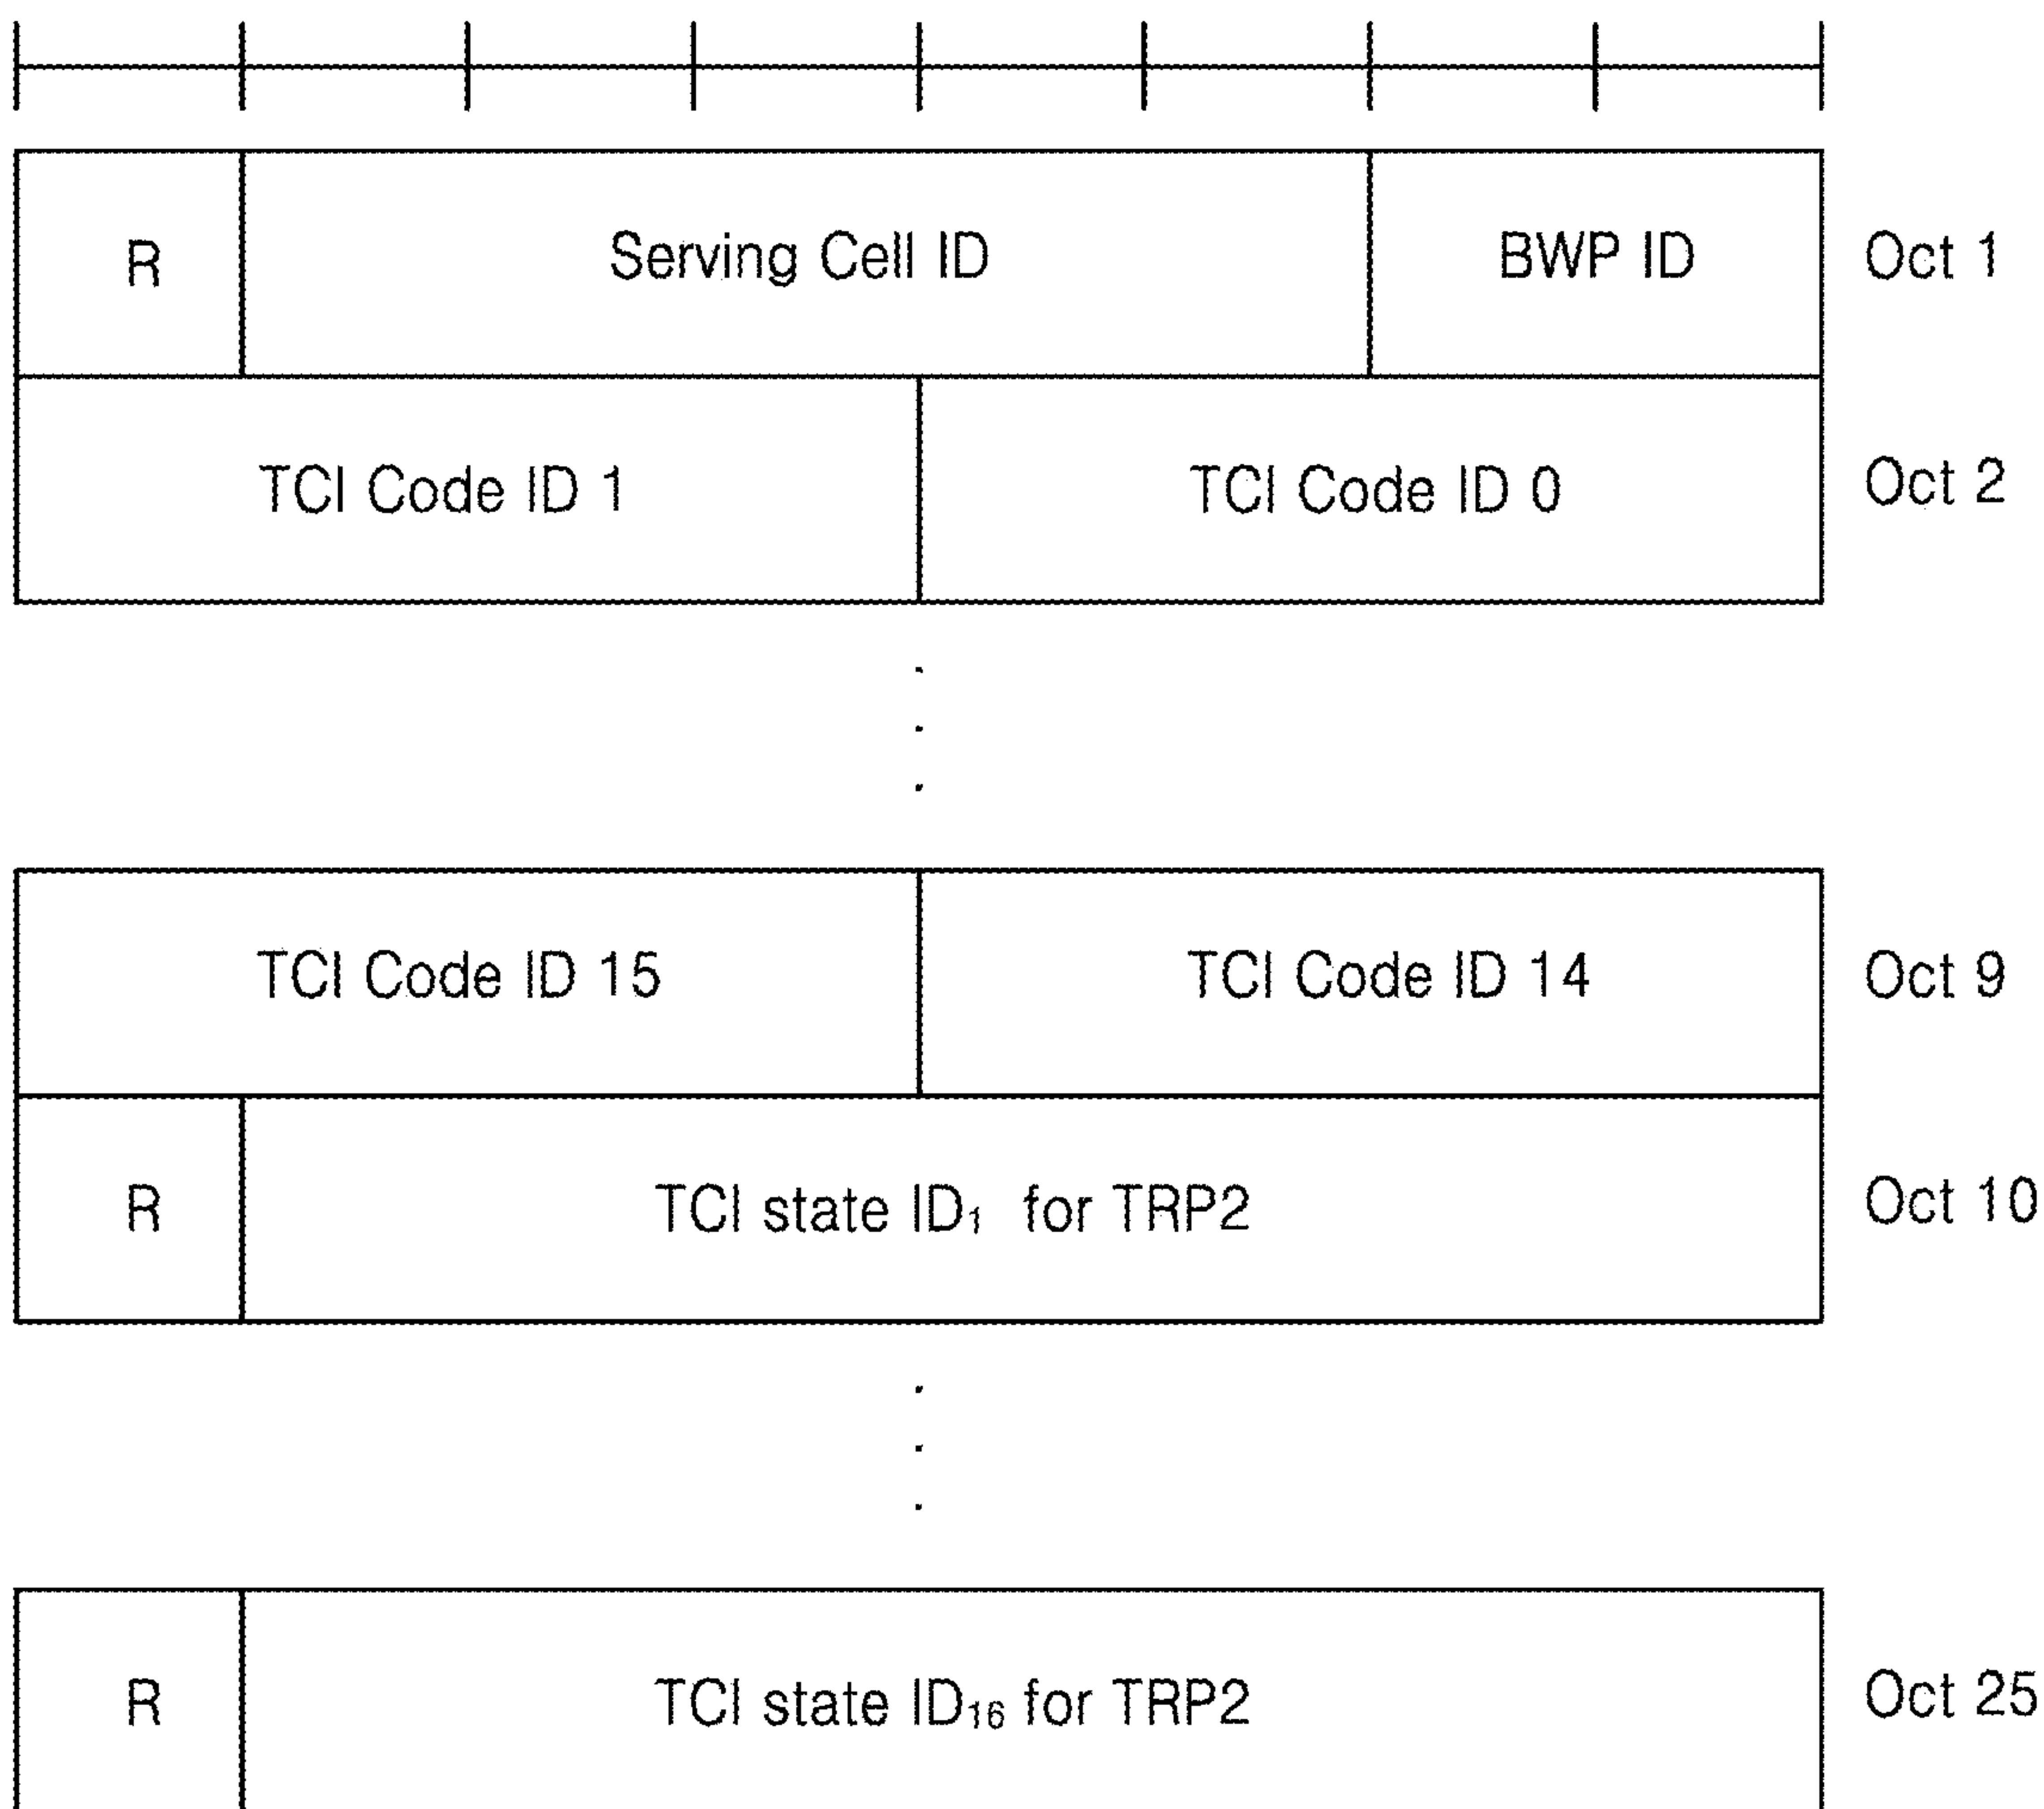 R Serving Cell ID BWP ID Oct 1
TCI Code ID 1 TCI Code ID 0 Oct 2
TCI Code ID 15 TCI Code ID 14 Oct 9
R TCI state ID₁ for TRP2 Oct 10
R TCI state ID₁₆ for TRP2 Oct 25